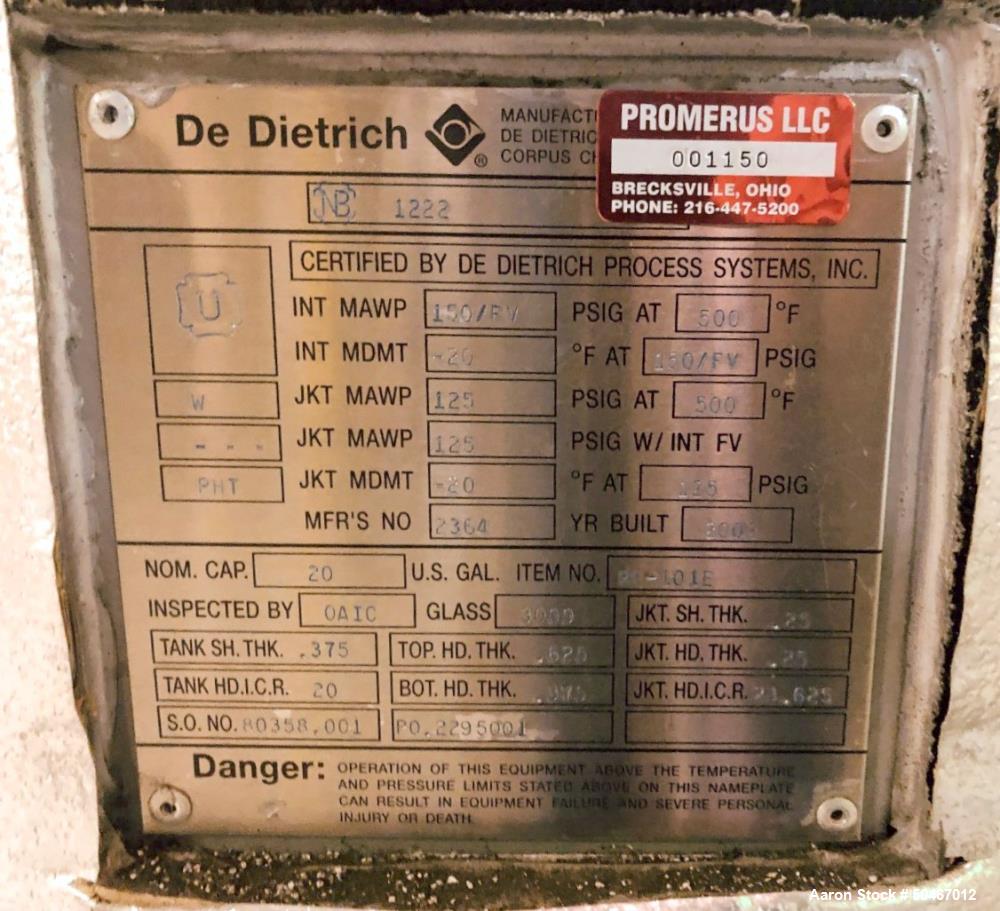 De Dietrich ®
MANUFACT
DE DIETRIC
CORPUS CH
PROMERUS LLC
001150
BRECKSVILLE, OHIO
PHONE: 216-447-5200
NB 1222
U
CERTIFIED BY DE DIETRICH PROCESS SYSTEMS, INC.
INT MAWP 150/FV PSIG AT 500 °F
INT MDMT -20 °F AT 150/FV PSIG
W JKT MAWP 125 PSIG AT 500 °F
- - - JKT MAWP 125 PSIG W/ INT FV
PHT JKT MDMT -20 °F AT PSIG
MFR'S NO 2364 YR BUILT
NOM. CAP. 20 U.S. GAL. ITEM NO.
INSPECTED BY OAIC GLASS JKT. SH. THK. .25
TANK SH. THK. .375 TOP. HD. THK. .625 JKT. HD. THK. .25
TANK HD.I.C.R. 20 BOT. HD. THK. JKT. HD.I.C.R. 21.625
S.O. NO. 80358.001 PO.2295001
Danger: OPERATION OF THIS EQUIPMENT ABOVE THE TEMPERATURE
AND PRESSURE LIMITS STATED ABOVE ON THIS NAMEPLATE
CAN RESULT IN EQUIPMENT FAILURE AND SEVERE PERSONAL
INJURY OR DEATH.
Aaron Stock # 50467012